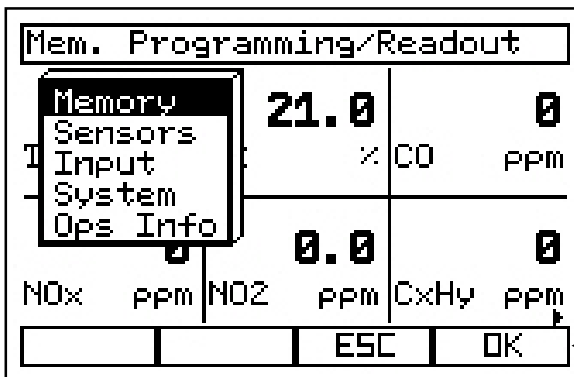 Mem. Programming/Readout
Memory
Sensors
Input
System
Ops Info
21.0 0
% CO ppm
0.0 0
NOx ppm NO2 ppm CxHy ppm
ESC OK